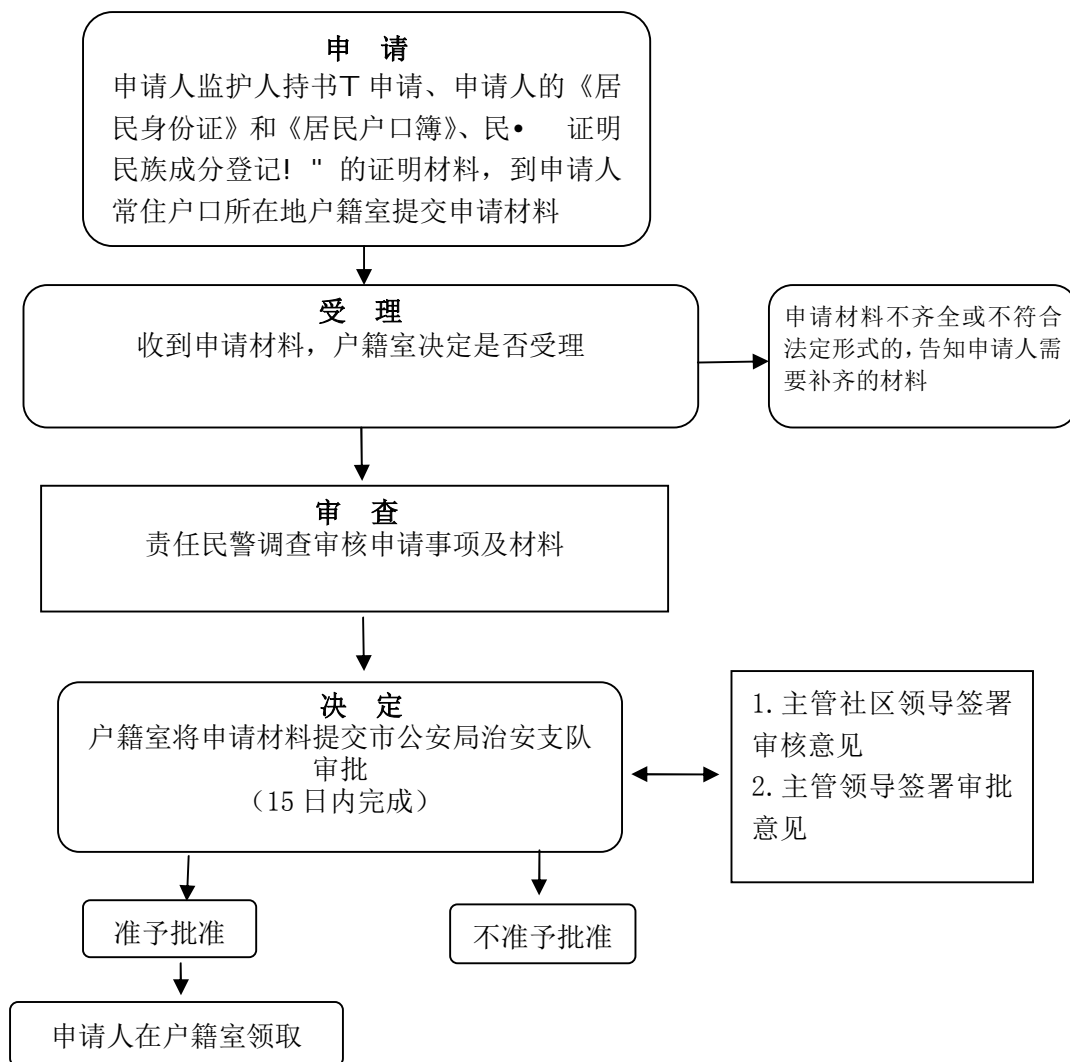 申 请
申请人监护人持书T 申请、申请人的《居
民身份证》和《居民户口簿》、民• 证明
民族成分登记! " 的证明材料，到申请人
常住户口所在地户籍室提交申请材料
受 理
收到申请材料，户籍室决定是否受理
申请材料不齐全或不符合
法定形式的，告知申请人需
要补齐的材料
审 查
责任民警调查审核申请事项及材料
决 定
户籍室将申请材料提交市公安局治安支队
审批
（15 日内完成）
1. 主管社区领导签署
审核意见
2. 主管领导签署审批
意见
准予批准
不准予批准
申请人在户籍室领取